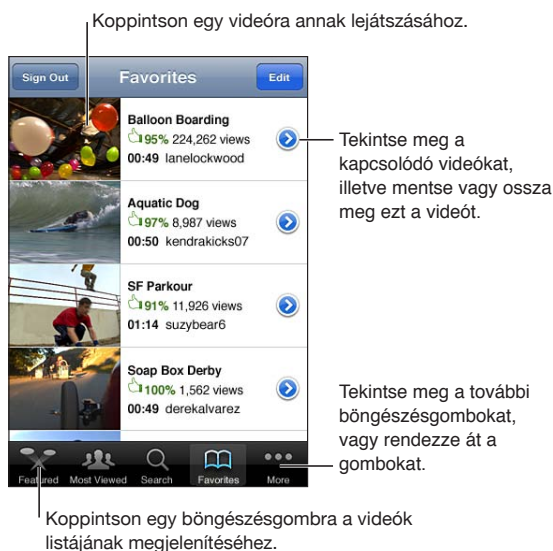 Koppintson egy videóra annak lejátszásához.
Sign Out
Favorites
Edit
Balloon Boarding
95% 224,262 views
00:49 lanelockwood
Tekintse meg a
kapcsolódó videókat,
illetve mentse vagy ossza
meg ezt a videót.
Aquatic Dog
97% 8,987 views
00:50 kendrakicks07
SF Parkour
91% 11,926 views
01:14 suzybear6
Soap Box Derby
100% 1,562 views
00:49 derekalvarez
Tekintse meg a további
böngészésgombokat,
vagy rendezze át a
gombokat.
Featured
Most Viewed
Search
Favorites
More
Koppintson egy böngészésgombra a videók
listájának megjelenítéséhez.